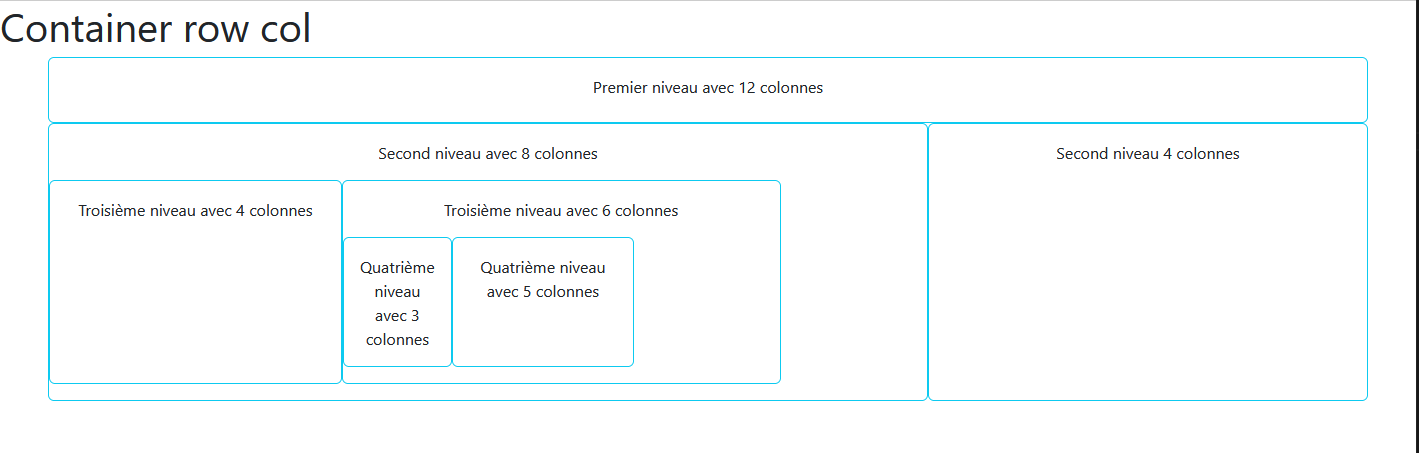 Container row col
Premier niveau avec 12 colonnes
Second niveau avec 8 colonnes
Second niveau 4 colonnes
Troisième niveau avec 4 colonnes
Troisième niveau avec 6 colonnes
Quatrième
niveau
avec 3
colonnes
Quatrième niveau
avec 5 colonnes